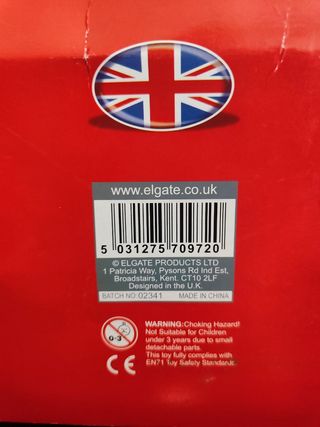 www.elgate.co.uk
5 031275 709720
© ELGATE PRODUCTS LTD
1 Patricia Way, Pysons Rd Ind Est,
Broadstairs, Kent. CT10 2LF
Designed in the U.K.
BATCH NO: 02341 MADE IN CHINA
WARNING:Choking Hazard!
Not Suitable for Children
under 3 years due to small
detachable parts.
This toy fully complies with
EN71 Toy Safety Standards.
0-3
CE